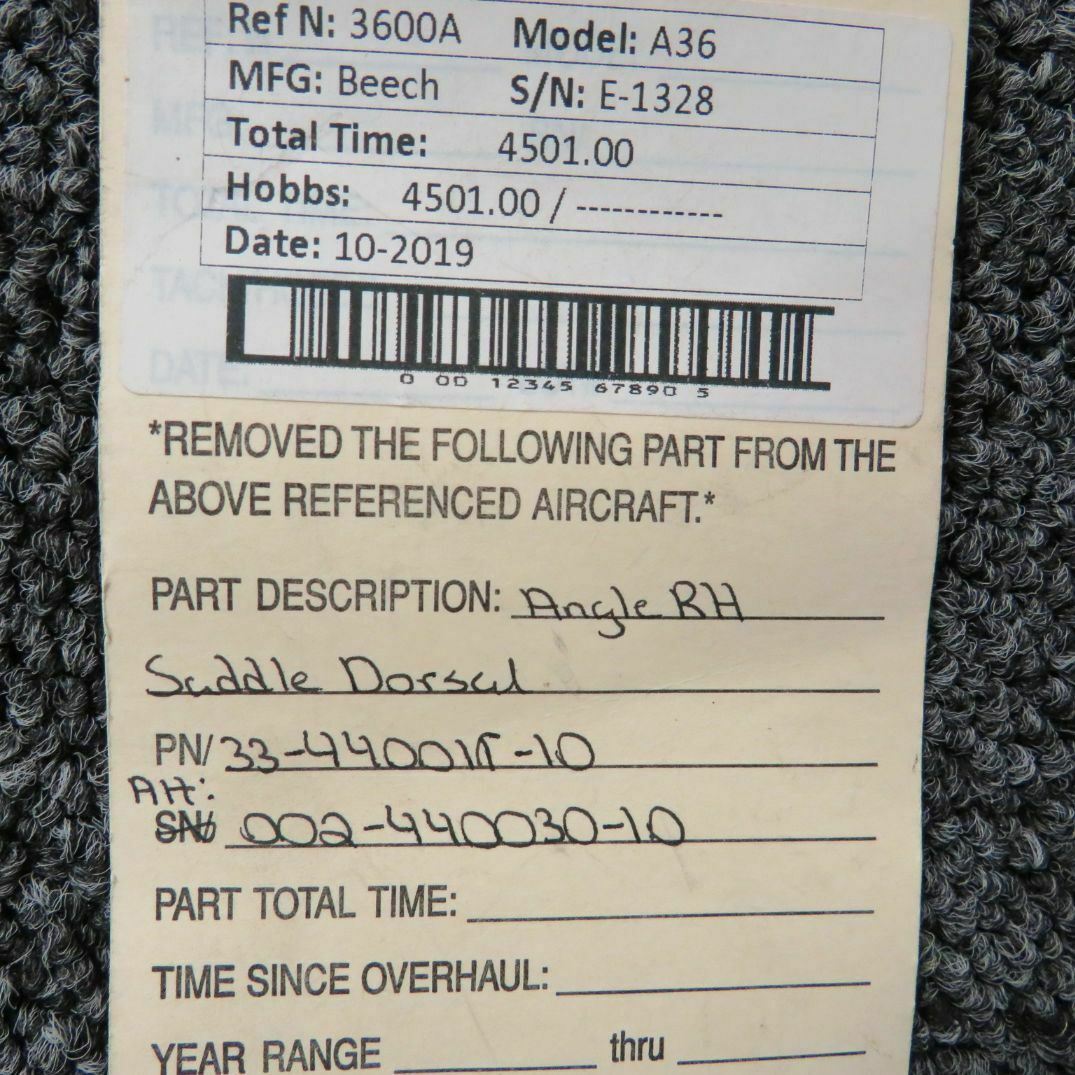 Ref N: 3600A Model: A36
MFG: Beech S/N: E-1328
Total Time: 4501.00
Hobbs: 4501.00 / ------------
Date: 10-2019
0 00 12345 67890 5
*REMOVED THE FOLLOWING PART FROM THE
ABOVE REFERENCED AIRCRAFT.*
PART DESCRIPTION: Angle RH
Saddle Dorsal
PN/ 33-440015-10
Alt:
SN/ 002-440030-10
PART TOTAL TIME:
TIME SINCE OVERHAUL:
YEAR RANGE thru